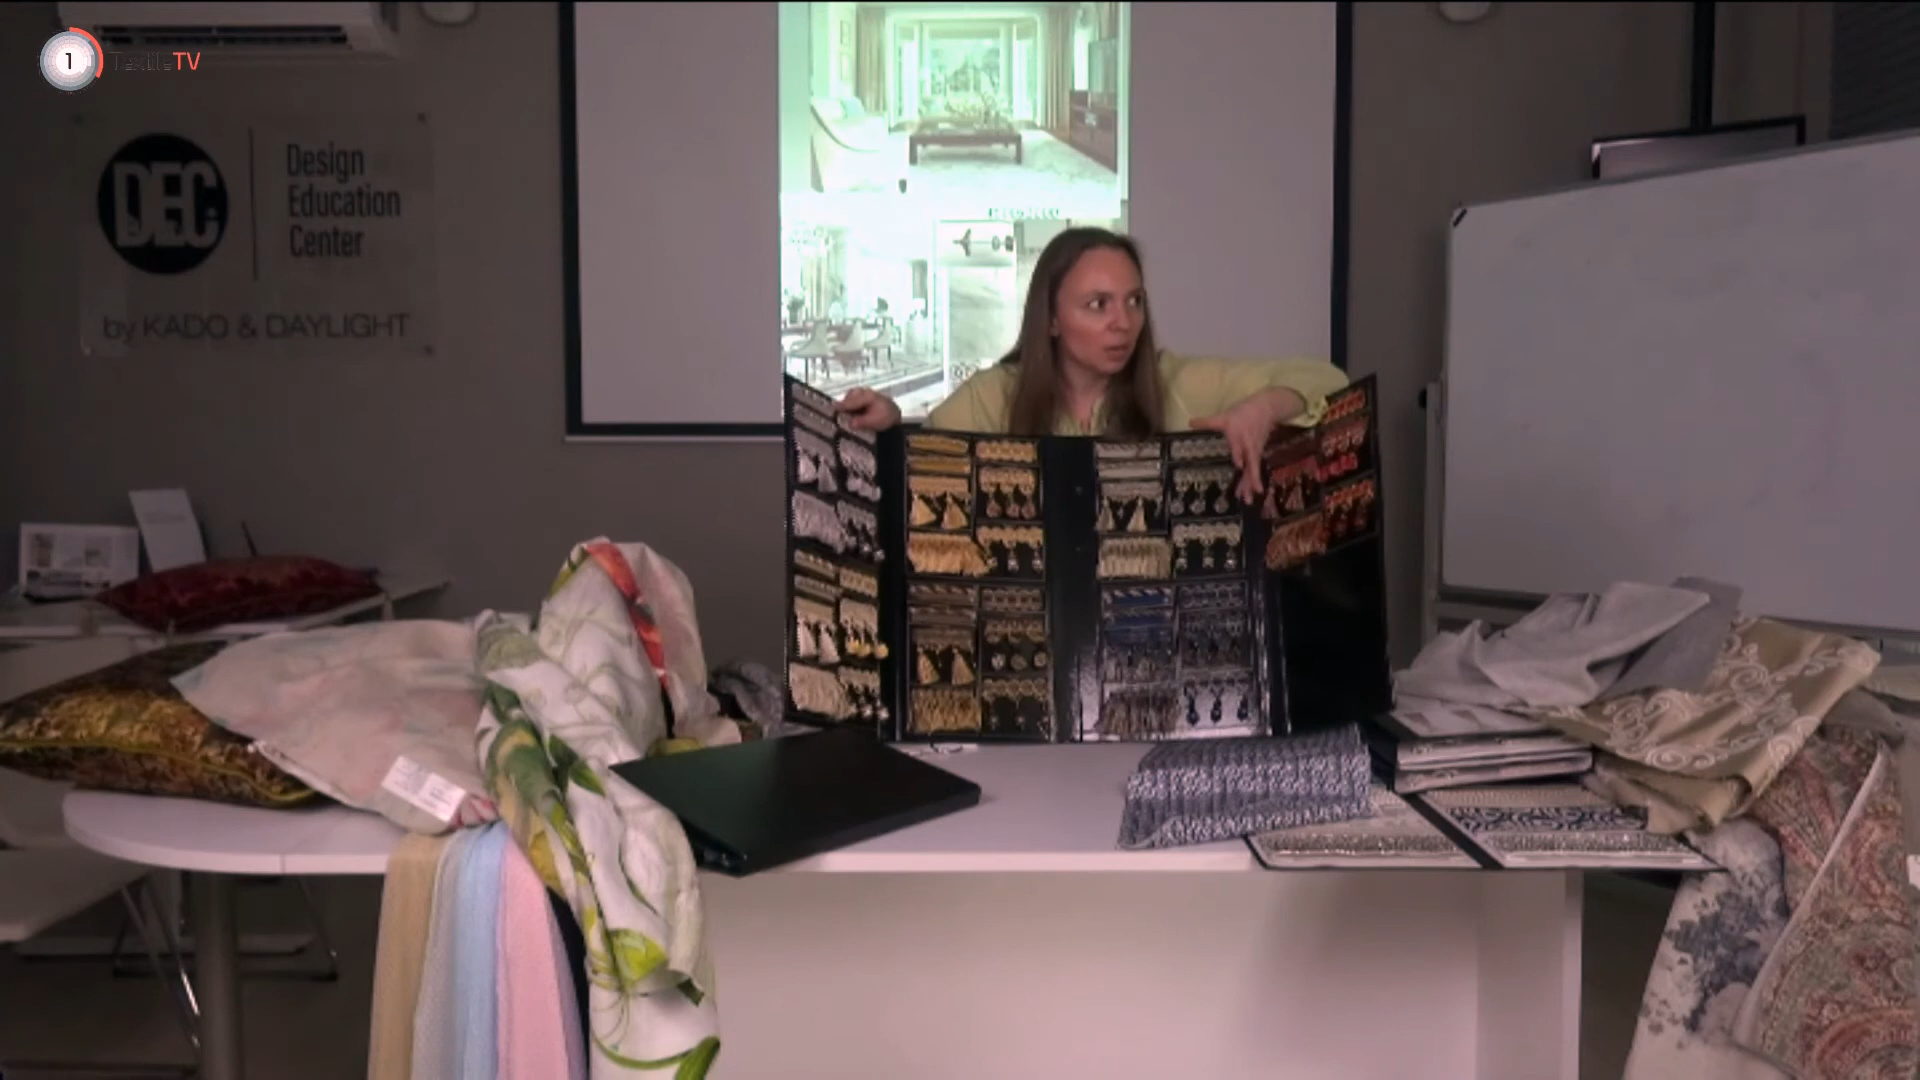 1 TextileTV
DEC
Design
Education
Center
by KADO & DAYLIGHT